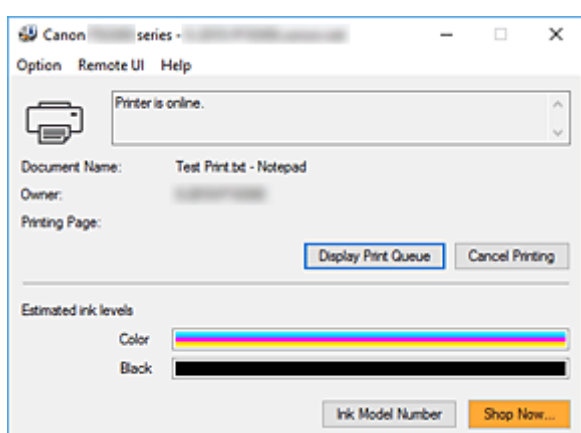 Canon series -
Option Remote UI Help
Printer is online.
Document Name: Test Print.txt - Notepad
Owner:
Printing Page:
Display Print Queue Cancel Printing
Estimated ink levels
Color
Black
Ink Model Number Shop Now...